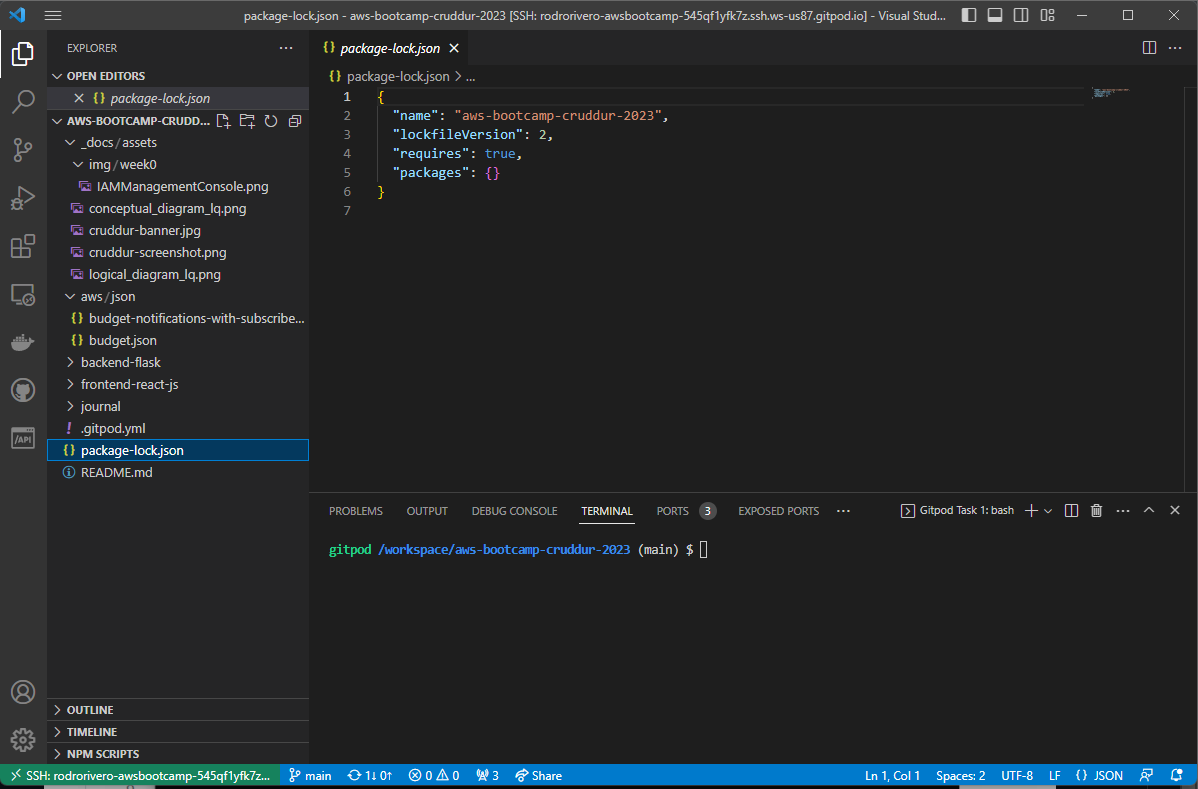 package-lock.json - aws-bootcamp-cruddur-2023 [SSH: rodrorivero-awsbootcamp-545qf1yfk7z.ssh.ws-us87.gitpod.io] - Visual Stud...
EXPLORER
OPEN EDITORS
{} package-lock.json
AWS-BOOTCAMP-CRUDD...
_docs/assets
img/week0
IAMManagementConsole.png
conceptual_diagram_lq.png
cruddur-banner.jpg
cruddur-screenshot.png
logical_diagram_lq.png
aws/json
{} budget-notifications-with-subscribe...
{} budget.json
backend-flask
frontend-react-js
journal
! .gitpod.yml
{} package-lock.json
README.md
OUTLINE
TIMELINE
NPM SCRIPTS
/API
{} package-lock.json
{} package-lock.json > ...
1 {
2 "name": "aws-bootcamp-cruddur-2023",
3 "lockfileVersion": 2,
4 "requires": true,
5 "packages": {}
6 }
7
PROBLEMS OUTPUT DEBUG CONSOLE TERMINAL PORTS 3 EXPOSED PORTS ... Gitpod Task 1: bash
gitpod /workspace/aws-bootcamp-cruddur-2023 (main) $
SSH: rodrorivero-awsbootcamp-545qf1yfk7z... main 1↓ 0↑ 0 0 3 Share Ln 1, Col 1 Spaces: 2 UTF-8 LF {} JSON